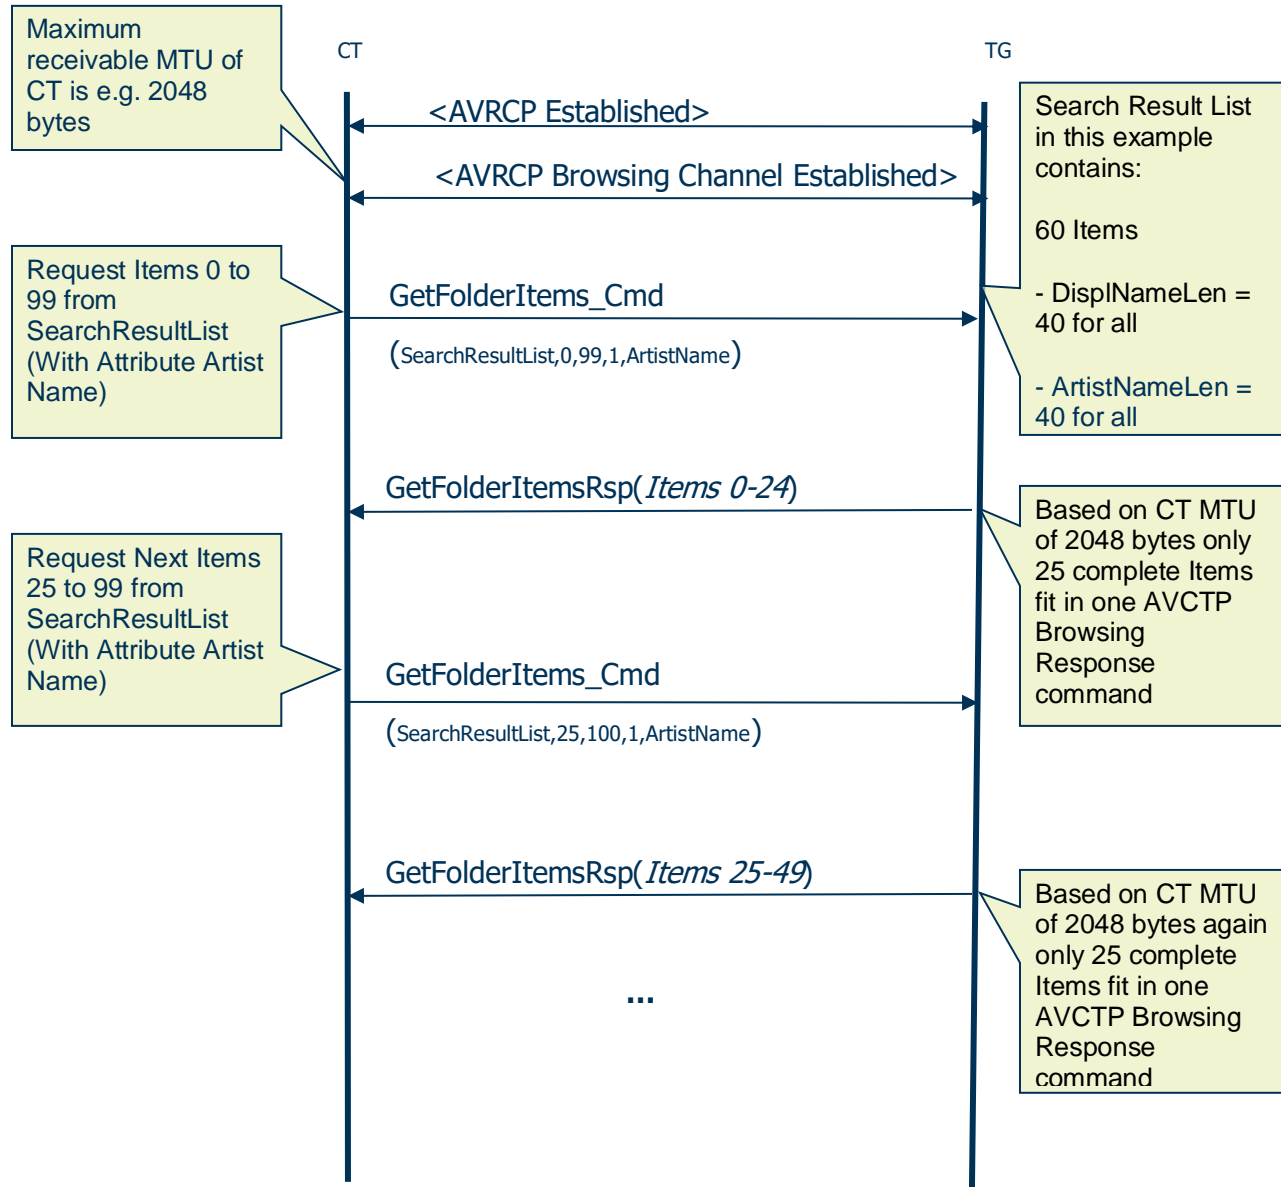 Maximum
receivable MTU of
CT is e.g. 2048
bytes
CT
TG
<AVRCP Established>
<AVRCP Browsing Channel Established>
Search Result List
in this example
contains:
60 Items
- DisplNameLen =
40 for all
- ArtistNameLen =
40 for all
Request Items 0 to
99 from
SearchResultList
(With Attribute Artist
Name)
GetFolderItems_Cmd
(SearchResultList,0,99,1,ArtistName)
GetFolderItemsRsp(Items 0-24)
Based on CT MTU
of 2048 bytes only
25 complete Items
fit in one AVCTP
Browsing
Response
command
Request Next Items
25 to 99 from
SearchResultList
(With Attribute Artist
Name)
GetFolderItems_Cmd
(SearchResultList,25,100,1,ArtistName)
GetFolderItemsRsp(Items 25-49)
Based on CT MTU
of 2048 bytes again
only 25 complete
Items fit in one
AVCTP Browsing
Response
command
...